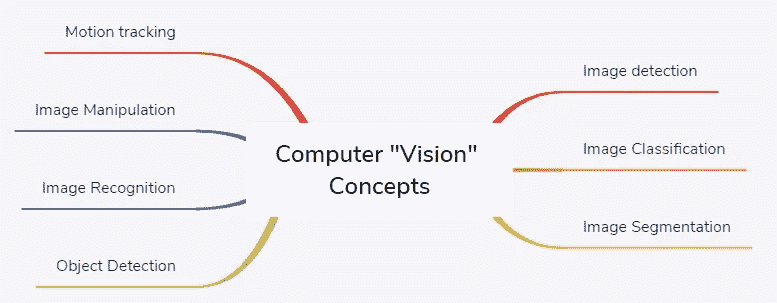 Motion tracking
Image Manipulation
Image Recognition
Object Detection
Computer "Vision"
Concepts
Image detection
Image Classification
Image Segmentation